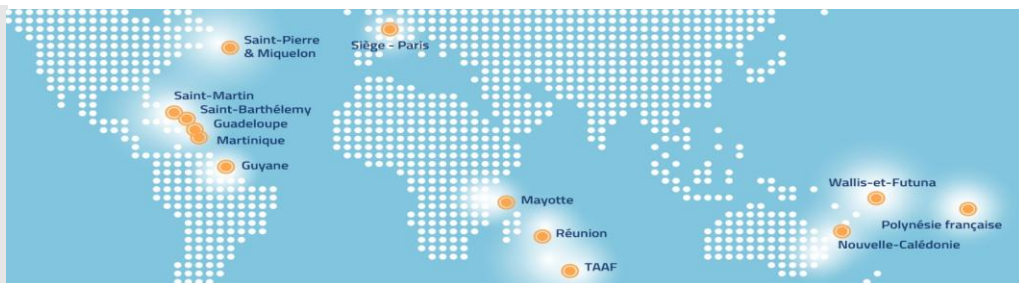 Saint-Pierre
& Miquelon
Siège - Paris
Saint-Martin
Saint-Barthélemy
Guadeloupe
Martinique
Guyane
Mayotte
Réunion
TAAF
Wallis-et-Futuna
Polynésie française
Nouvelle-Calédonie